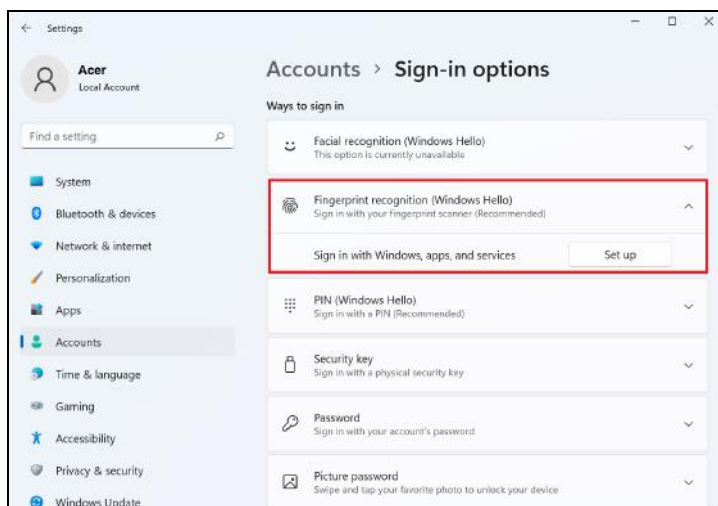 Settings
Acer
Local Account
Find a setting
System
Bluetooth & devices
Network & internet
Personalization
Apps
Accounts
Time & language
Gaming
Accessibility
Privacy & security
Windows Update
Accounts > Sign-in options
Ways to sign in
Facial recognition (Windows Hello)
This option is currently unavailable
Fingerprint recognition (Windows Hello)
Sign in with your fingerprint scanner (Recommended)
Sign in with Windows, apps, and services
Set up
PIN (Windows Hello)
Sign in with a PIN (Recommended)
Security key
Sign in with a physical security key
Password
Sign in with your account's password
Picture password
Swipe and tap your favorite photo to unlock your device